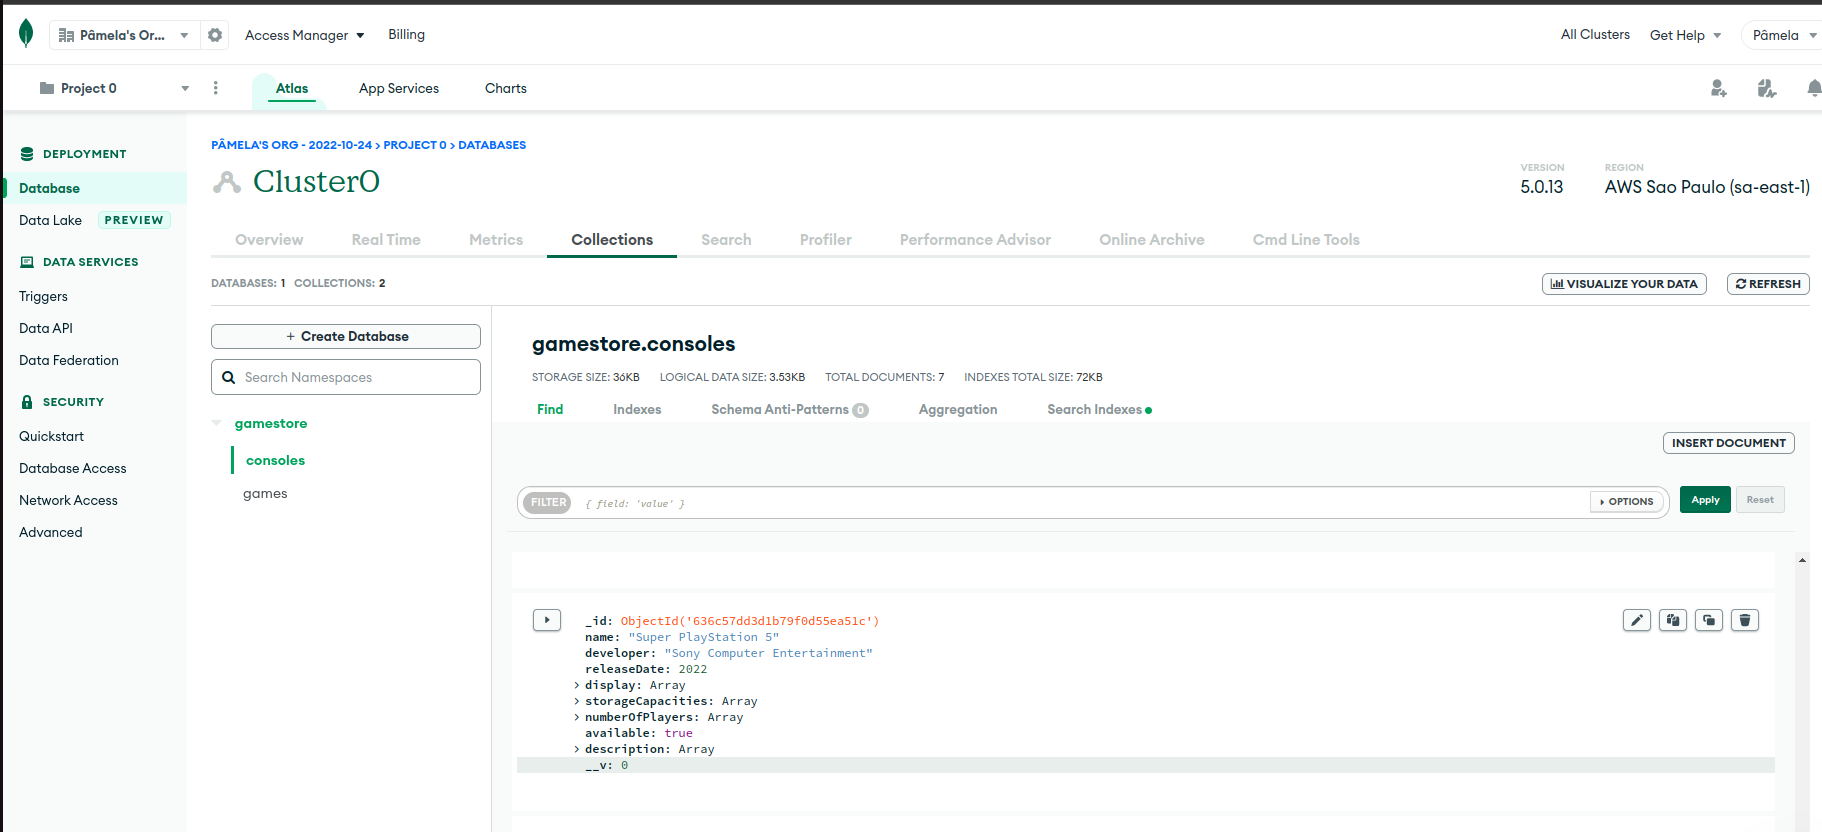 Pâmela's Or...
Access Manager
Billing
All Clusters
Get Help
Pâmela
Project 0
Atlas
App Services
Charts
DEPLOYMENT
Database
Data Lake PREVIEW
DATA SERVICES
Triggers
Data API
Data Federation
SECURITY
Quickstart
Database Access
Network Access
Advanced
PÂMELA'S ORG - 2022-10-24 > PROJECT 0 > DATABASES
Cluster0
VERSION
5.0.13
REGION
AWS Sao Paulo (sa-east-1)
Overview
Real Time
Metrics
Collections
Search
Profiler
Performance Advisor
Online Archive
Cmd Line Tools
DATABASES: 1 COLLECTIONS: 2
VISUALIZE YOUR DATA
REFRESH
+ Create Database
Search Namespaces
gamestore
consoles
games
gamestore.consoles
STORAGE SIZE: 36KB LOGICAL DATA SIZE: 3.53KB TOTAL DOCUMENTS: 7 INDEXES TOTAL SIZE: 72KB
Find
Indexes
Schema Anti-Patterns 0
Aggregation
Search Indexes
INSERT DOCUMENT
FILTER { field: 'value' }
OPTIONS
Apply
Reset
_id: ObjectId('636c57dd3d1b79f0d55ea51c')
name: "Super PlayStation 5"
developer: "Sony Computer Entertainment"
releaseDate: 2022
> display: Array
> storageCapacities: Array
> numberOfPlayers: Array
available: true
> description: Array
__v: 0